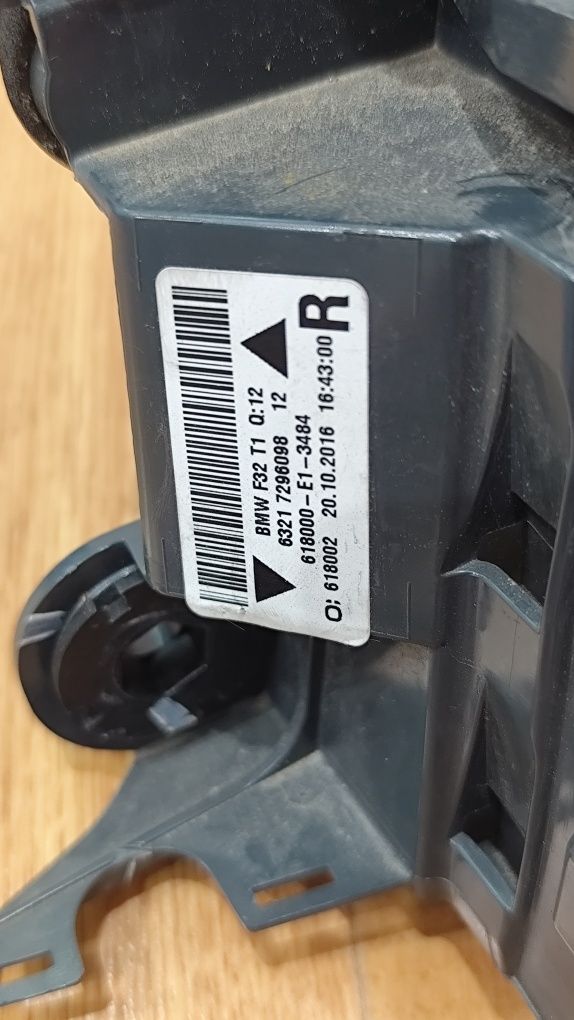 BMW F32 T1 Q:12
6321 7296098 12
618000-E1-3484
O; 618002 20.10.2016 16:43:00
R